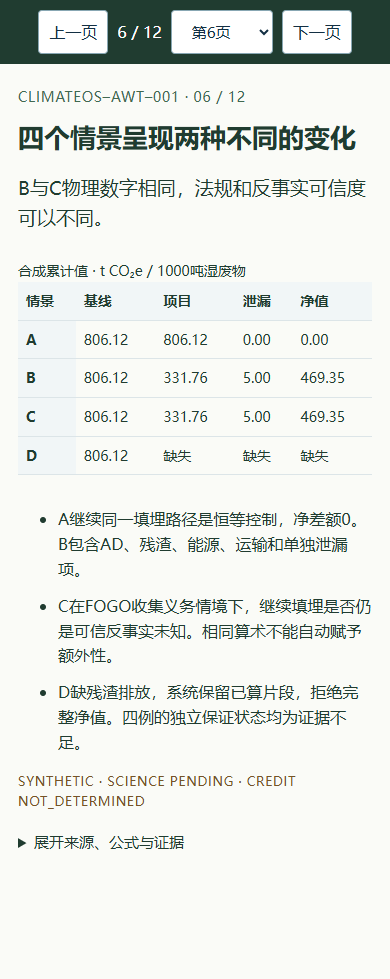 上一页 6 / 12 第6页 下一页
CLIMATEOS–AWT–001 · 06 / 12
四个情景呈现两种不同的变化
B与C物理数字相同，法规和反事实可信度
可以不同。
合成累计值 · t CO₂e / 1000吨湿废物
情景 基线 项目 泄漏 净值
A 806.12 806.12 0.00 0.00
B 806.12 331.76 5.00 469.35
C 806.12 331.76 5.00 469.35
D 806.12 缺失 缺失 缺失
• A继续同一填埋路径是恒等控制，净差额0。
B包含AD、残渣、能源、运输和单独泄漏
项。
• C在FOGO收集义务情境下，继续填埋是否仍
是可信反事实未知。相同算术不能自动赋予
额外性。
• D缺残渣排放，系统保留已算片段，拒绝完
整净值。四例的独立保证状态均为证据不
足。
SYNTHETIC · SCIENCE PENDING · CREDIT
NOT_DETERMINED
▶ 展开来源、公式与证据